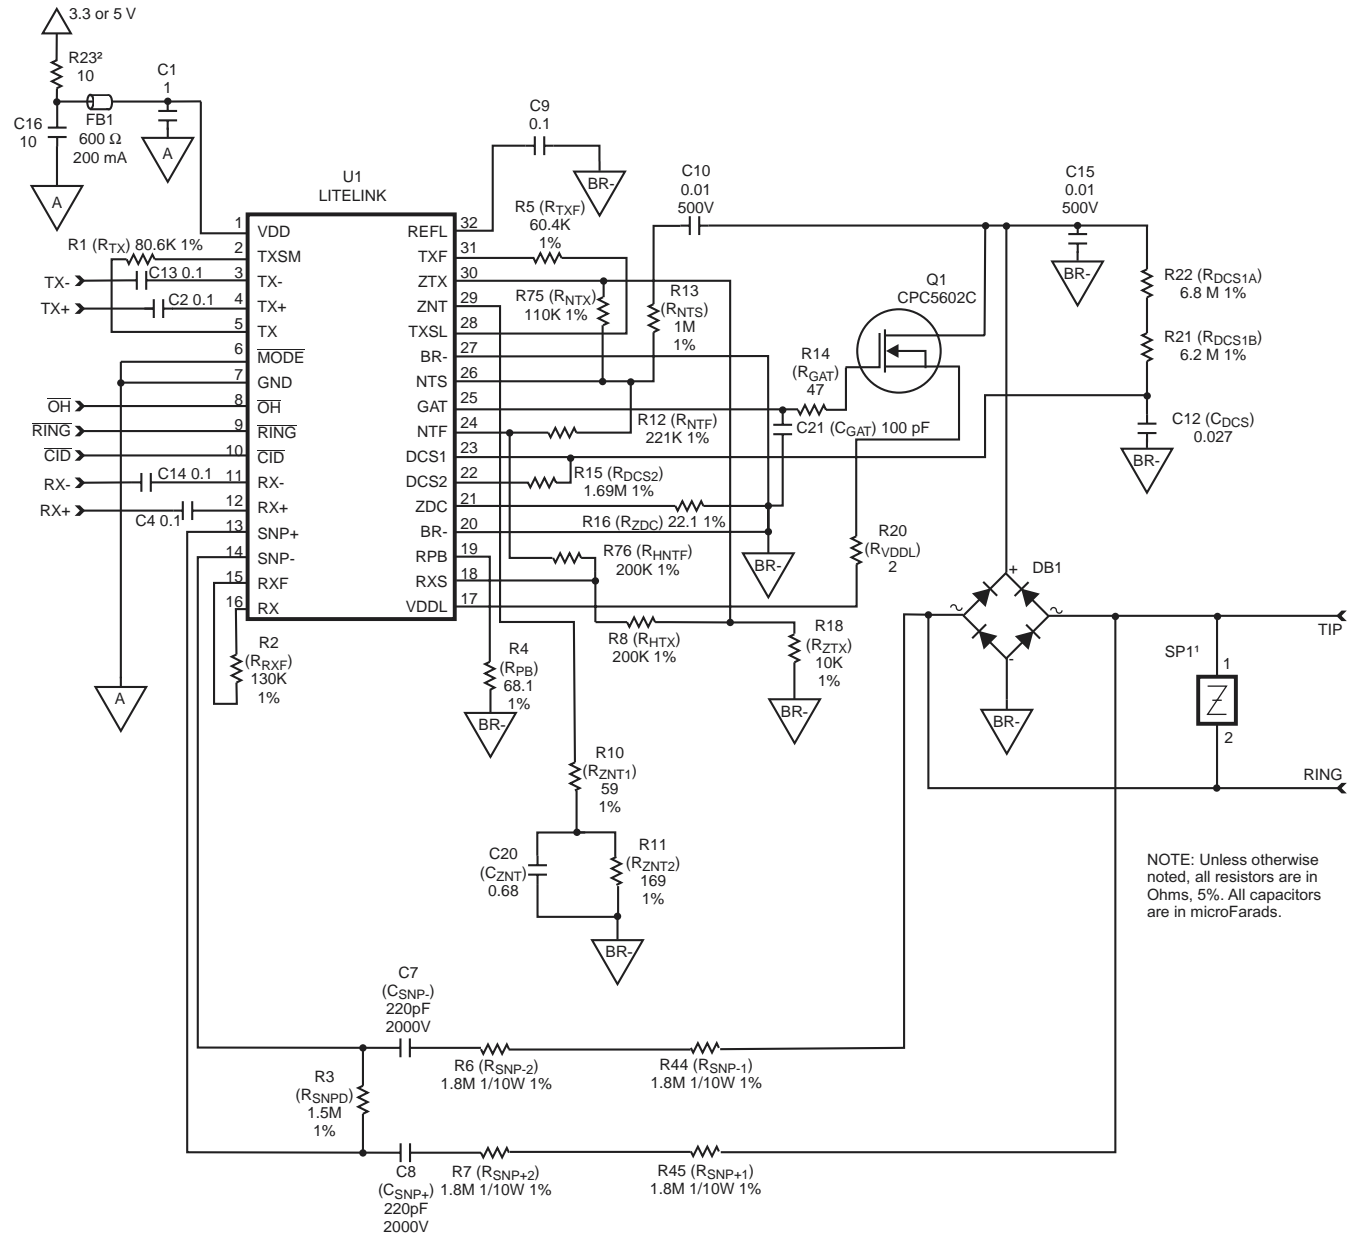 3.3 or 5 V
R23²
10
C1
1
C16
10
FB1
600 Ω
200 mA
A
A
U1
LITELINK
C9
0.1
BR-
R5 (RTXF)
60.4K
1%
C10
0.01
500V
C15
0.01
500V
BR-
R1 (RTX) 80.6K 1%
TX-
C13 0.1
TX+
C2 0.1
OH
RING
CID
RX-
C14 0.1
RX+
C4 0.1
1 VDD
2 TXSM
3 TX-
4 TX+
5 TX
6 MODE
7 GND
8 OH
9 RING
10 CID
11 RX-
12 RX+
13 SNP+
14 SNP-
15 RXF
16 RX
REFL 32
TXF 31
ZTX 30
ZNT 29
TXSL 28
BR- 27
NTS 26
GAT 25
NTF 24
DCS1 23
DCS2 22
ZDC 21
BR- 20
RPB 19
RXS 18
VDDL 17
R75 (RNTX)
110K 1%
R13
(RNTS)
1M
1%
Q1
CPC5602C
R14
(RGAT)
47
R22 (RDCS1A)
6.8 M 1%
R21 (RDCS1B)
6.2 M 1%
R12 (RNTF)
221K 1%
C21 (CGAT) 100 pF
C12 (CDCS)
0.027
BR-
R15 (RDCS2)
1.69M 1%
R16 (RZDC) 22.1 1%
BR-
R20
(RVDDL)
2
R76 (RHNTF)
200K 1%
R8 (RHTX)
200K 1%
R18
(RZTX)
10K
1%
BR-
+ DB1
~
~
-
BR-
TIP
SP1¹
1
2
RING
R2
(RRXF)
130K
1%
A
R4
(RPB)
68.1
1%
BR-
R10
(RZNT1)
59
1%
C20
(CZNT)
0.68
R11
(RZNT2)
169
1%
BR-
NOTE: Unless otherwise
noted, all resistors are in
Ohms, 5%. All capacitors
are in microFarads.
C7
(CSNP-)
220pF
2000V
R6 (RSNP-2)
1.8M 1/10W 1%
R44 (RSNP-1)
1.8M 1/10W 1%
R3
(RSNPD)
1.5M
1%
C8
(CSNP+)
220pF
2000V
R7 (RSNP+2)
1.8M 1/10W 1%
R45 (RSNP+1)
1.8M 1/10W 1%